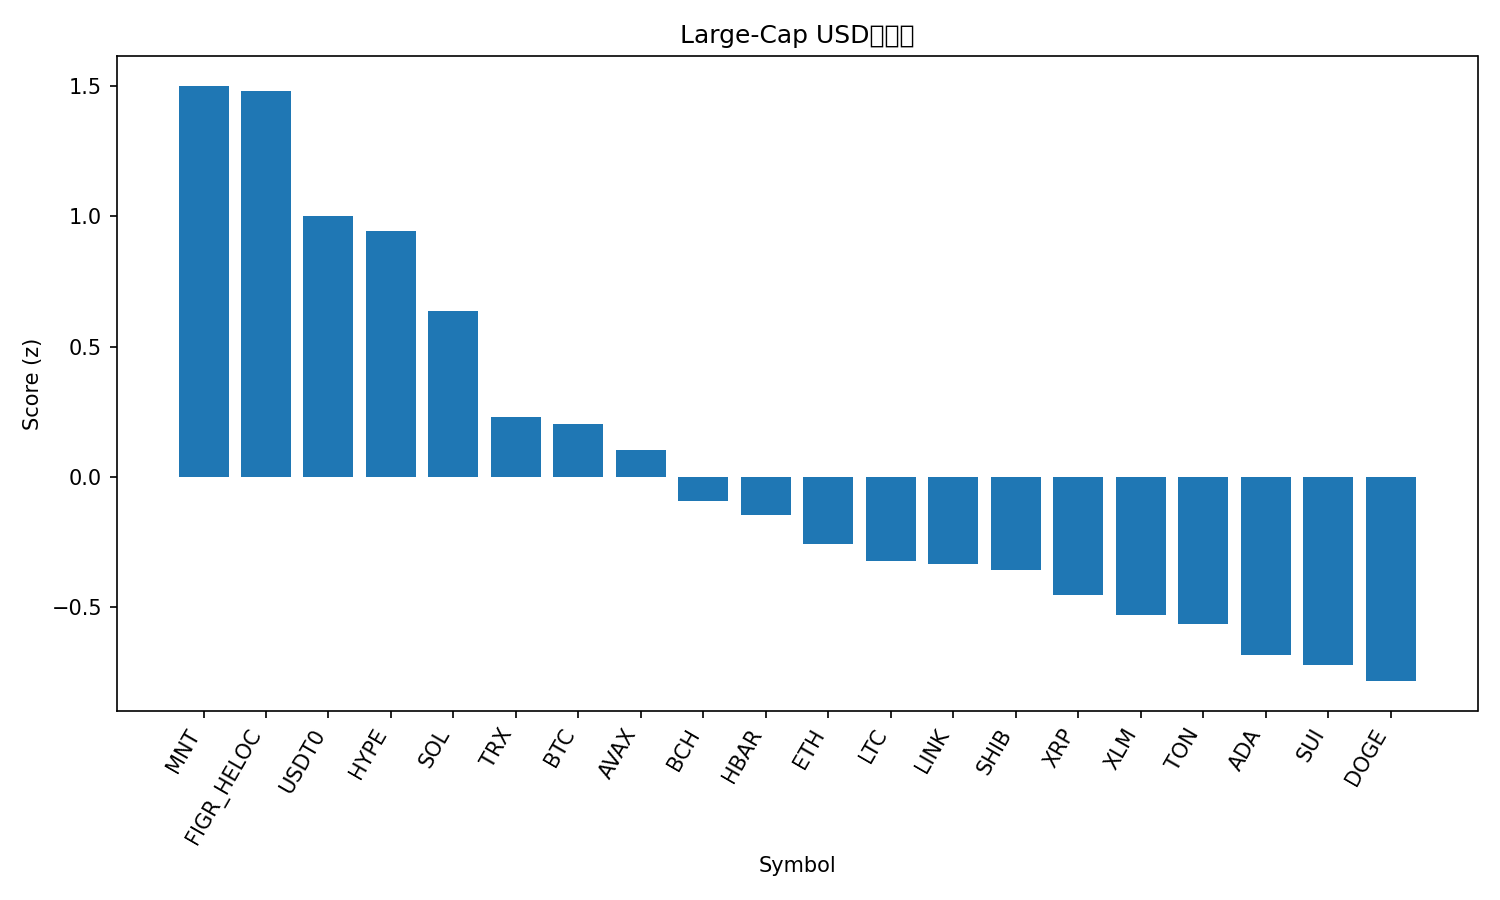 Large-Cap USD
Score (z)
1.5
1.0
0.5
0.0
−0.5
MNT
FIGR_HELOC
USDT0
HYPE
SOL
TRX
BTC
AVAX
BCH
HBAR
ETH
LTC
LINK
SHIB
XRP
XLM
TON
ADA
SUI
DOGE
Symbol